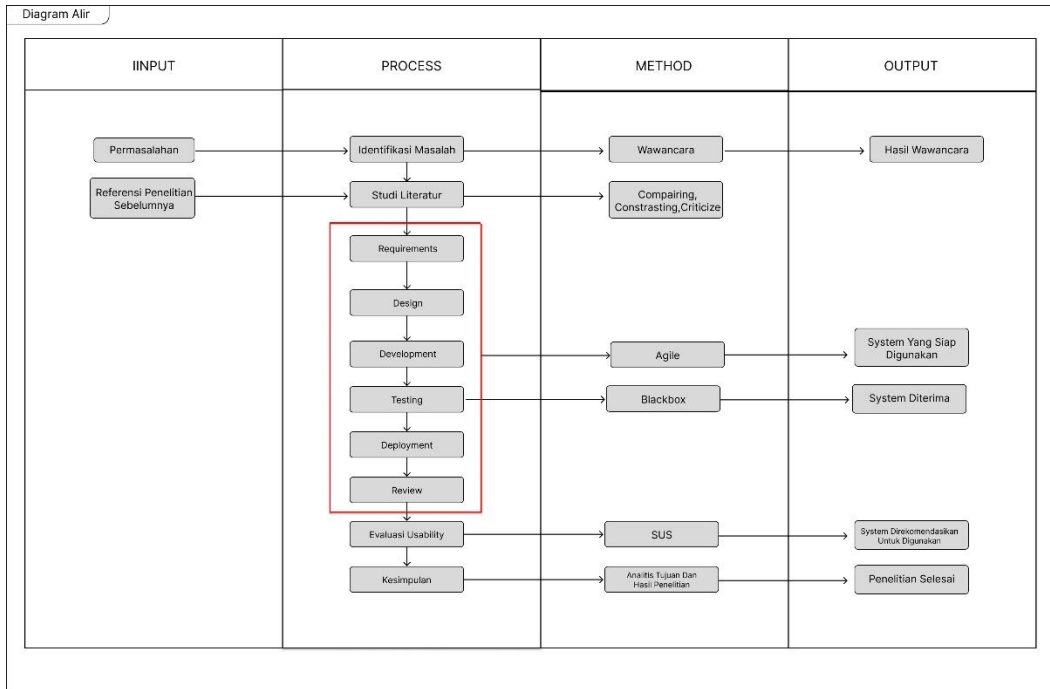 Diagram Alir
IINPUT
PROCESS
METHOD
OUTPUT
Permasalahan
Identifikasi Masalah
Wawancara
Hasil Wawancara
Referensi Penelitian
Sebelumnya
Studi Literatur
Compairing,
Constrasting,Criticize
Requirements
Design
Development
Agile
System Yang Siap
Digunakan
Testing
Blackbox
System Diterima
Deployment
Review
Evaluasi Usability
SUS
System Direkomendasikan
Untuk Digunakan
Kesimpulan
Analitis Tujuan Dan
Hasil Penelitian
Penelitian Selesai